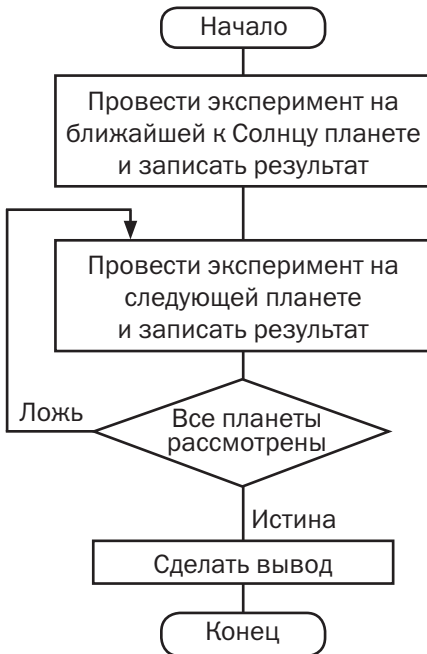 Начало
Провести эксперимент на
ближайшей к Солнцу планете
и записать результат
Провести эксперимент на
следующей планете
и записать результат
Ложь
Все планеты
рассмотрены
Истина
Сделать вывод
Конец